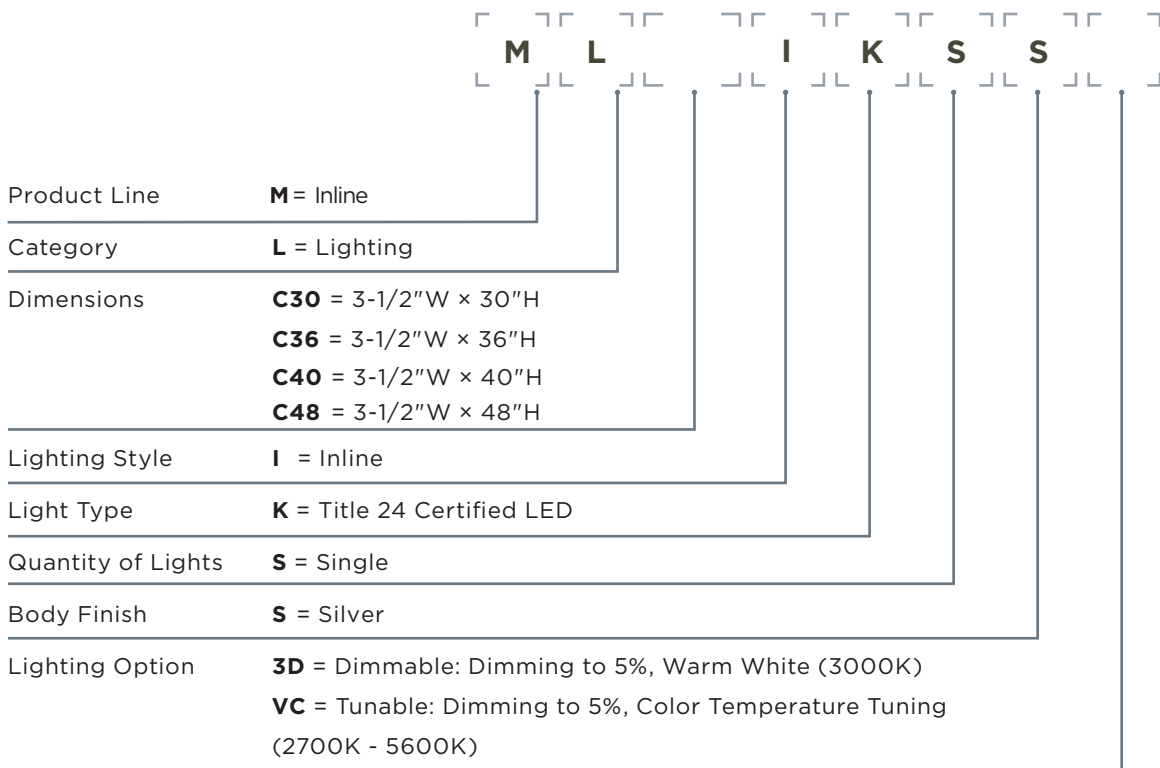 M L I K S S
Product Line M = Inline
Category L = Lighting
Dimensions C30 = 3-1/2"W × 30"H
C36 = 3-1/2"W × 36"H
C40 = 3-1/2"W × 40"H
C48 = 3-1/2"W × 48"H
Lighting Style I = Inline
Light Type K = Title 24 Certified LED
Quantity of Lights S = Single
Body Finish S = Silver
Lighting Option 3D = Dimmable: Dimming to 5%, Warm White (3000K)
VC = Tunable: Dimming to 5%, Color Temperature Tuning
(2700K - 5600K)